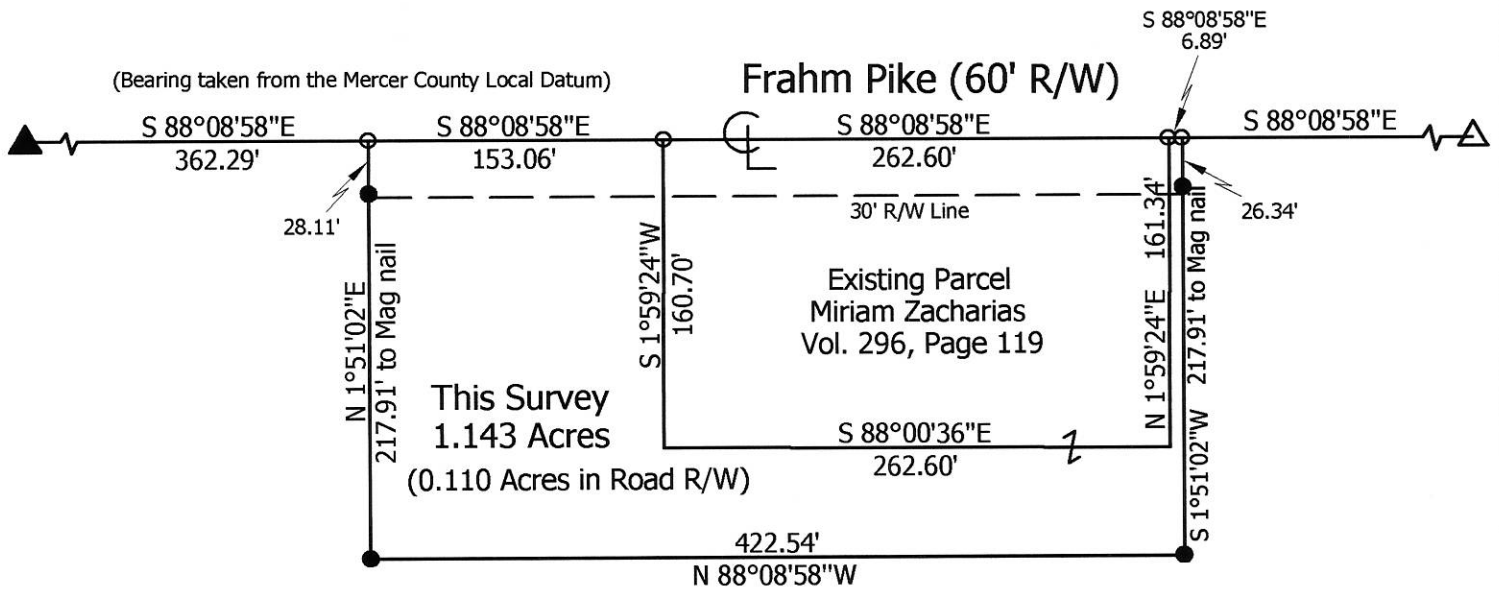 S 88°08'58"E
6.89'
(Bearing taken from the Mercer County Local Datum)
Frahm Pike (60' R/W)
S 88°08'58"E
362.29'
S 88°08'58"E
153.06'
CL
S 88°08'58"E
262.60'
S 88°08'58"E
28.11'
30' R/W Line
26.34'
N 1°51'02"E
217.91' to Mag nail
S 1°59'24"W
160.70'
Existing Parcel
Miriam Zacharias
Vol. 296, Page 119
N 1°59'24"E
161.34'
S 1°51'02"W
217.91' to Mag nail
This Survey
1.143 Acres
(0.110 Acres in Road R/W)
S 88°00'36"E
262.60'
422.54'
N 88°08'58"W